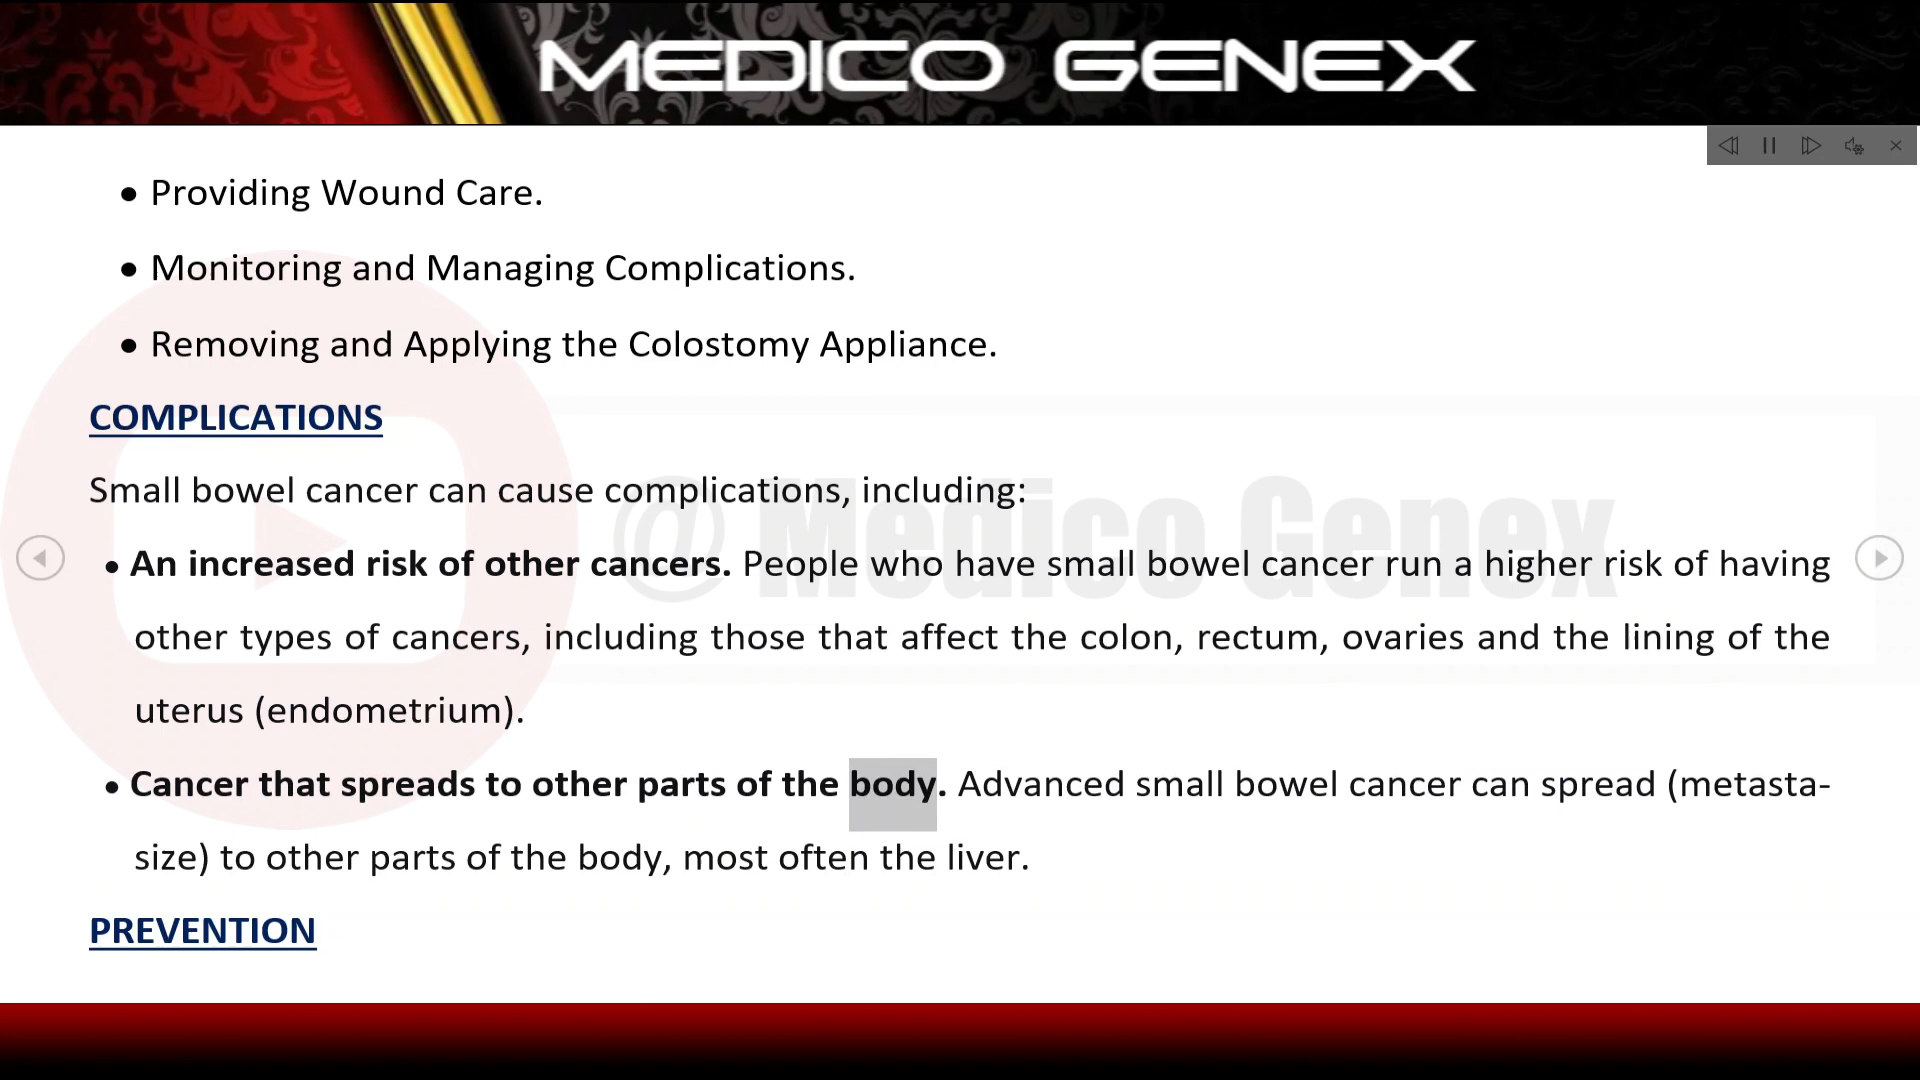 MEDICO GENEX
• Providing Wound Care.
• Monitoring and Managing Complications.
• Removing and Applying the Colostomy Appliance.
COMPLICATIONS
Small bowel cancer can cause complications, including:
@ Medico Genex
• An increased risk of other cancers. People who have small bowel cancer run a higher risk of having
other types of cancers, including those that affect the colon, rectum, ovaries and the lining of the
uterus (endometrium).
• Cancer that spreads to other parts of the body. Advanced small bowel cancer can spread (metasta-
size) to other parts of the body, most often the liver.
PREVENTION